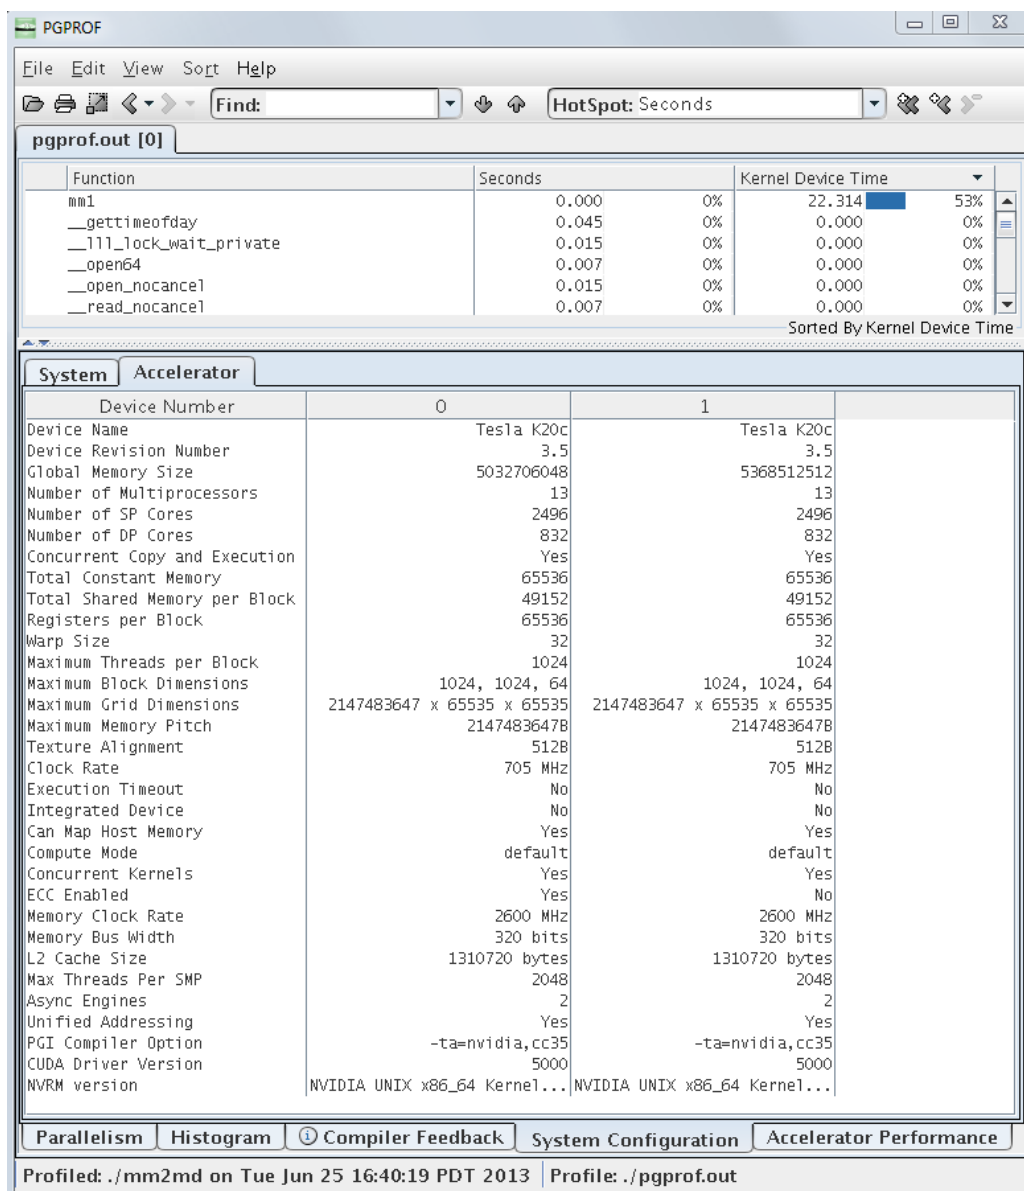 PGPROF
File Edit View Sort Help
Find: HotSpot: Seconds
pgprof.out [0]
Function Seconds Kernel Device Time
mm1 0.000 0% 22.314 53%
__gettimeofday 0.045 0% 0.000 0%
__lll_lock_wait_private 0.015 0% 0.000 0%
__open64 0.007 0% 0.000 0%
__open_nocancel 0.015 0% 0.000 0%
__read_nocancel 0.007 0% 0.000 0%
Sorted By Kernel Device Time
System Accelerator
Device Number 0 1
Device Name Tesla K20c Tesla K20c
Device Revision Number 3.5 3.5
Global Memory Size 5032706048 5368512512
Number of Multiprocessors 13 13
Number of SP Cores 2496 2496
Number of DP Cores 832 832
Concurrent Copy and Execution Yes Yes
Total Constant Memory 65536 65536
Total Shared Memory per Block 49152 49152
Registers per Block 65536 65536
Warp Size 32 32
Maximum Threads per Block 1024 1024
Maximum Block Dimensions 1024, 1024, 64 1024, 1024, 64
Maximum Grid Dimensions 2147483647 x 65535 x 65535 2147483647 x 65535 x 65535
Maximum Memory Pitch 2147483647B 2147483647B
Texture Alignment 512B 512B
Clock Rate 705 MHz 705 MHz
Execution Timeout No No
Integrated Device No No
Can Map Host Memory Yes Yes
Compute Mode default default
Concurrent Kernels Yes Yes
ECC Enabled Yes No
Memory Clock Rate 2600 MHz 2600 MHz
Memory Bus Width 320 bits 320 bits
L2 Cache Size 1310720 bytes 1310720 bytes
Max Threads Per SMP 2048 2048
Async Engines 2 2
Unified Addressing Yes Yes
PGI Compiler Option -ta=nvidia,cc35 -ta=nvidia,cc35
CUDA Driver Version 5000 5000
NVRM version NVIDIA UNIX x86_64 Kernel... NVIDIA UNIX x86_64 Kernel...
Parallelism Histogram Compiler Feedback System Configuration Accelerator Performance
Profiled: ./mm2md on Tue Jun 25 16:40:19 PDT 2013 Profile: ./pgprof.out